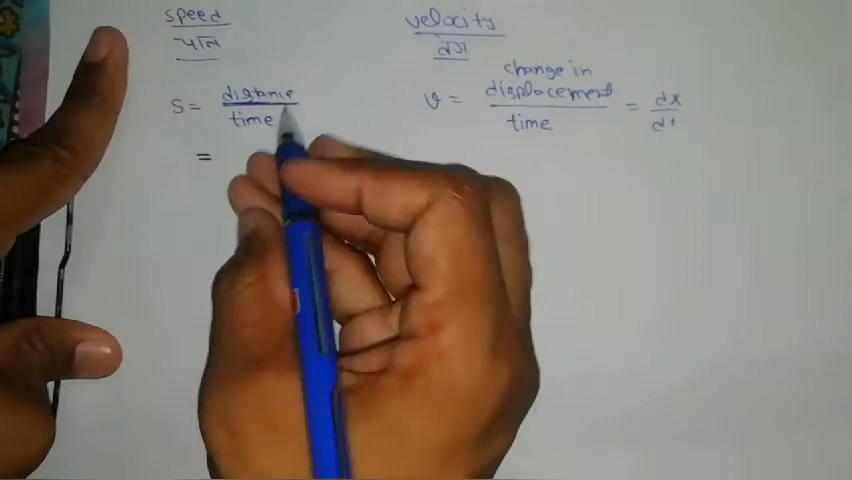 speed
velocity
चाल
वेग
S = distance
time
=
change in
v = displacement = dx
time dt